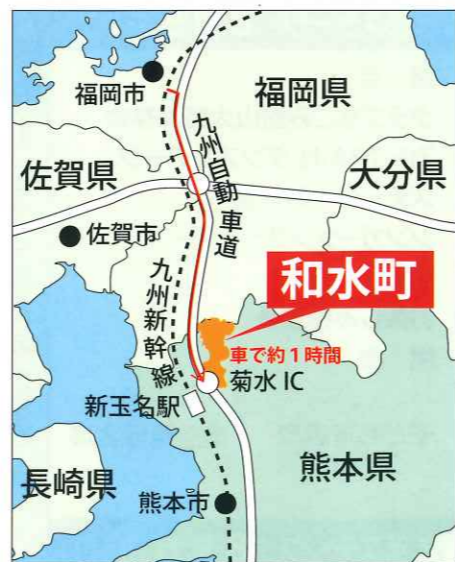 福岡市
福岡県
九州自動車道
佐賀県
大分県
佐賀市
九州新幹線
和水町
車で約1時間
菊水IC
新玉名駅
長崎県
熊本市
熊本県